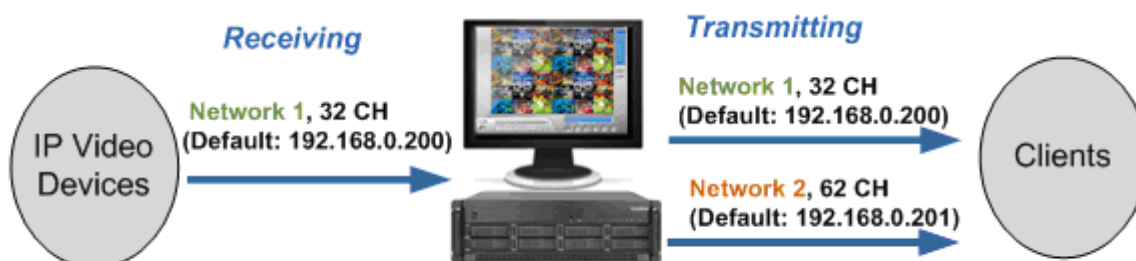 Receiving
Transmitting
IP Video
Devices
Network 1, 32 CH
(Default: 192.168.0.200)
Network 1, 32 CH
(Default: 192.168.0.200)
Network 2, 62 CH
(Default: 192.168.0.201)
Clients